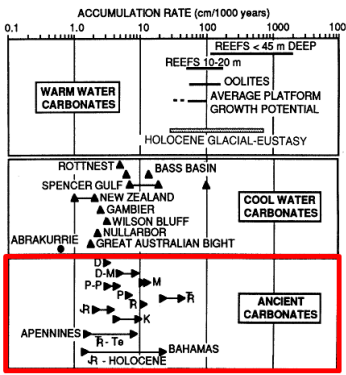 ACCUMULATION RATE (cm/1000 years)
0.1 1.0 10 100 1000
REEFS < 45 m DEEP
REEFS 10-20 m
OOLITES
WARM WATER
CARBONATES
AVERAGE PLATFORM
GROWTH POTENTIAL
HOLOCENE GLACIAL-EUSTASY
ROTTNEST
BASS BASIN
SPENCER GULF
NEW ZEALAND
COOL WATER
CARBONATES
GAMBIER
WILSON BLUFF
NULLARBOR
ABRAKURRIE
GREAT AUSTRALIAN BIGHT
D
D-M
P-P M
P
ANCIENT
CARBONATES
K
APENNINES
BAHAMAS
- HOLOCENE